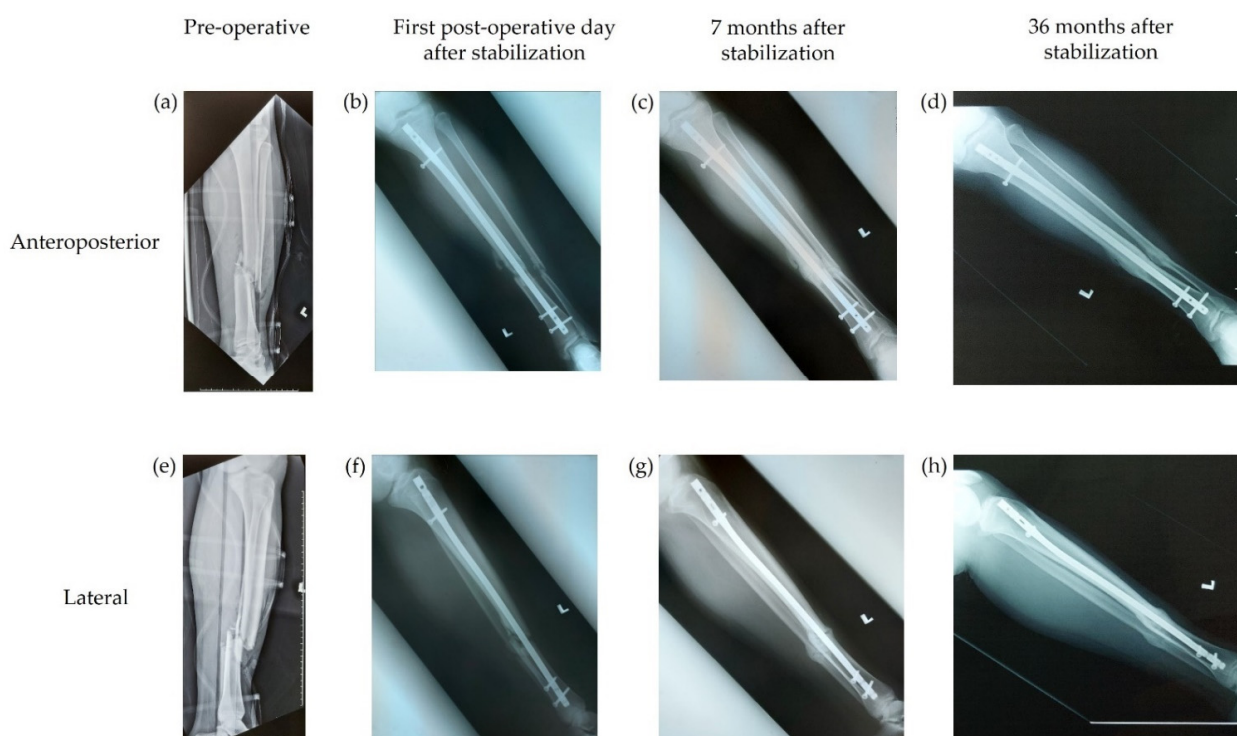 Pre-operative
First post-operative day
after stabilization
7 months after
stabilization
36 months after
stabilization
Anteroposterior
(a)
(b)
(c)
(d)
L
L
L
L
Lateral
(e)
(f)
(g)
(h)
L
L
L